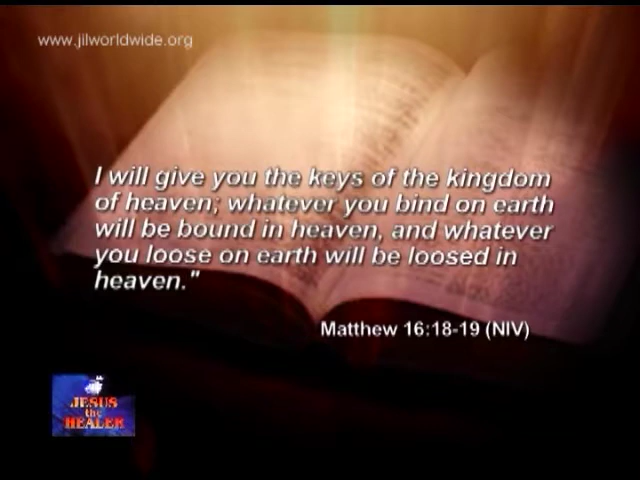 www.jilworldwide.org
I will give you the keys of the kingdom
of heaven; whatever you bind on earth
will be bound in heaven, and whatever
you loose on earth will be loosed in
heaven."
Matthew 16:18-19 (NIV)
JESUS
the
HEALER